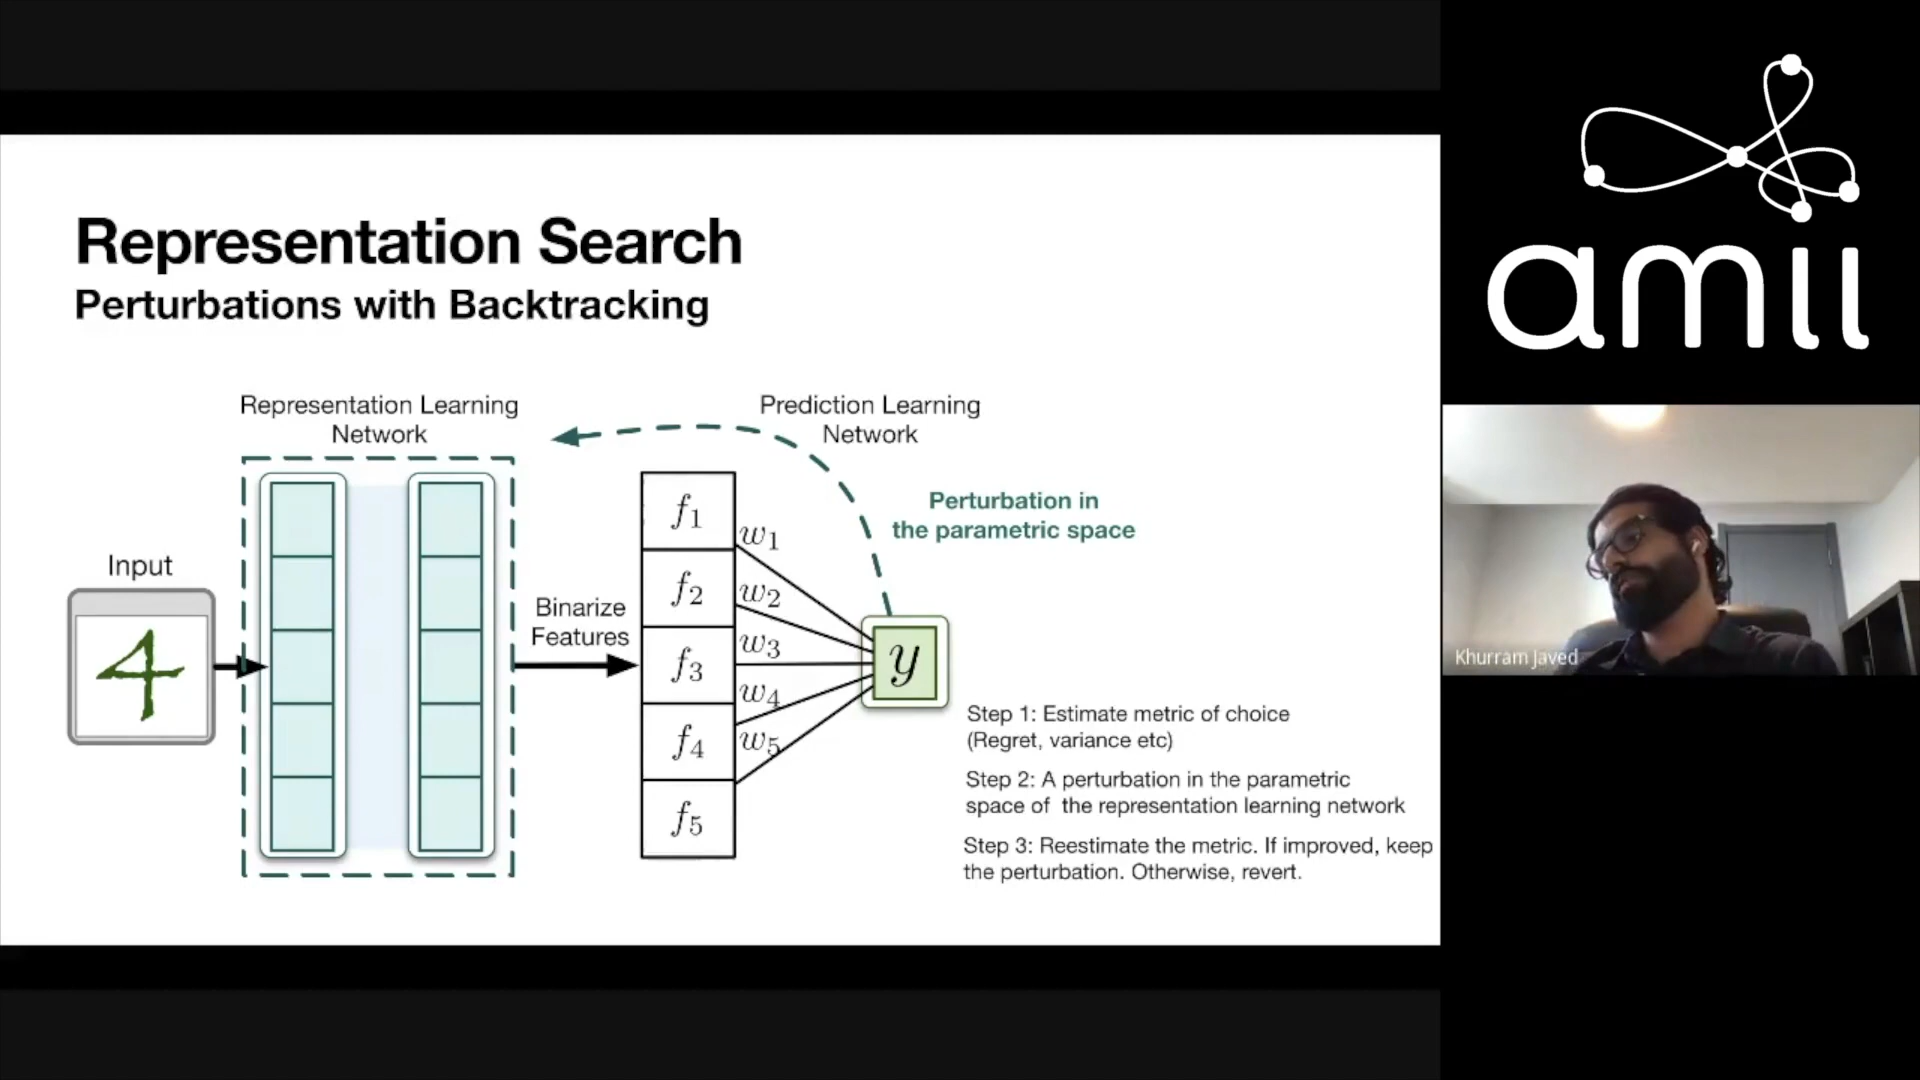 Representation Search
Perturbations with Backtracking
Representation Learning
Network
Prediction Learning
Network
Perturbation in
the parametric space
Input
4
Binarize
Features
f1
f2
f3
f4
f5
w1
w2
w3
w4
w5
y
Step 1: Estimate metric of choice
(Regret, variance etc)
Step 2: A perturbation in the parametric
space of the representation learning network
Step 3: Reestimate the metric. If improved, keep
the perturbation. Otherwise, revert.
amii
Khurram Javed